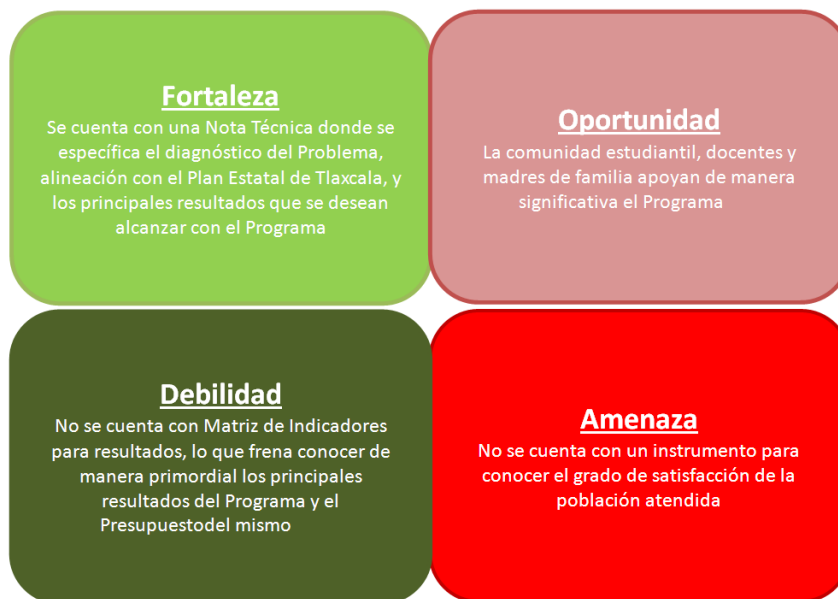 Fortaleza
Se cuenta con una Nota Técnica donde se
específica el diagnóstico del Problema,
alineación con el Plan Estatal de Tlaxcala, y
los principales resultados que se desean
alcanzar con el Programa
Oportunidad
La comunidad estudiantil, docentes y
madres de familia apoyan de manera
significativa el Programa
Debilidad
No se cuenta con Matriz de Indicadores
para resultados, lo que frena conocer de
manera primordial los principales
resultados del Programa y el
Presupuestodel mismo
Amenaza
No se cuenta con un instrumento para
conocer el grado de satisfacción de la
población atendida